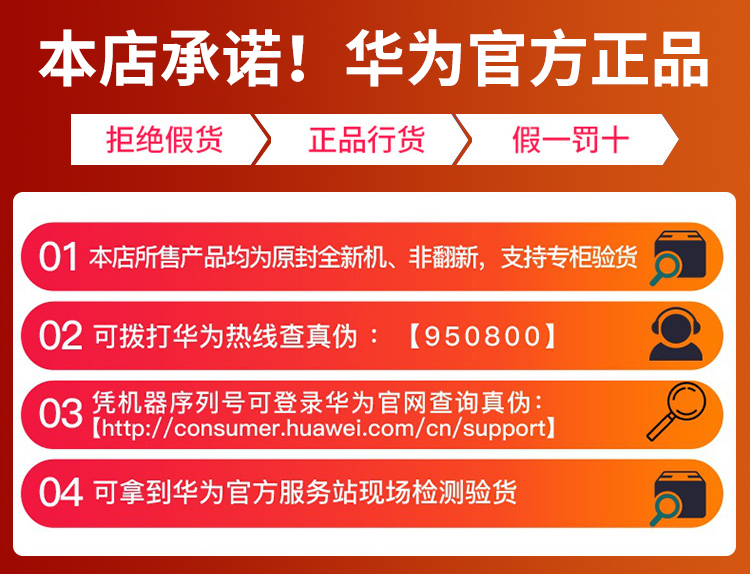 本店承诺！华为官方正品
拒绝假货
正品行货
假一罚十
01 本店所售产品均为原封全新机、非翻新，支持专柜验货
02 可拨打华为热线查真伪：【950800】
03 凭机器序列号可登录华为官网查询真伪：
【http://consumer.huawei.com/cn/support】
04 可拿到华为官方服务站现场检测验货